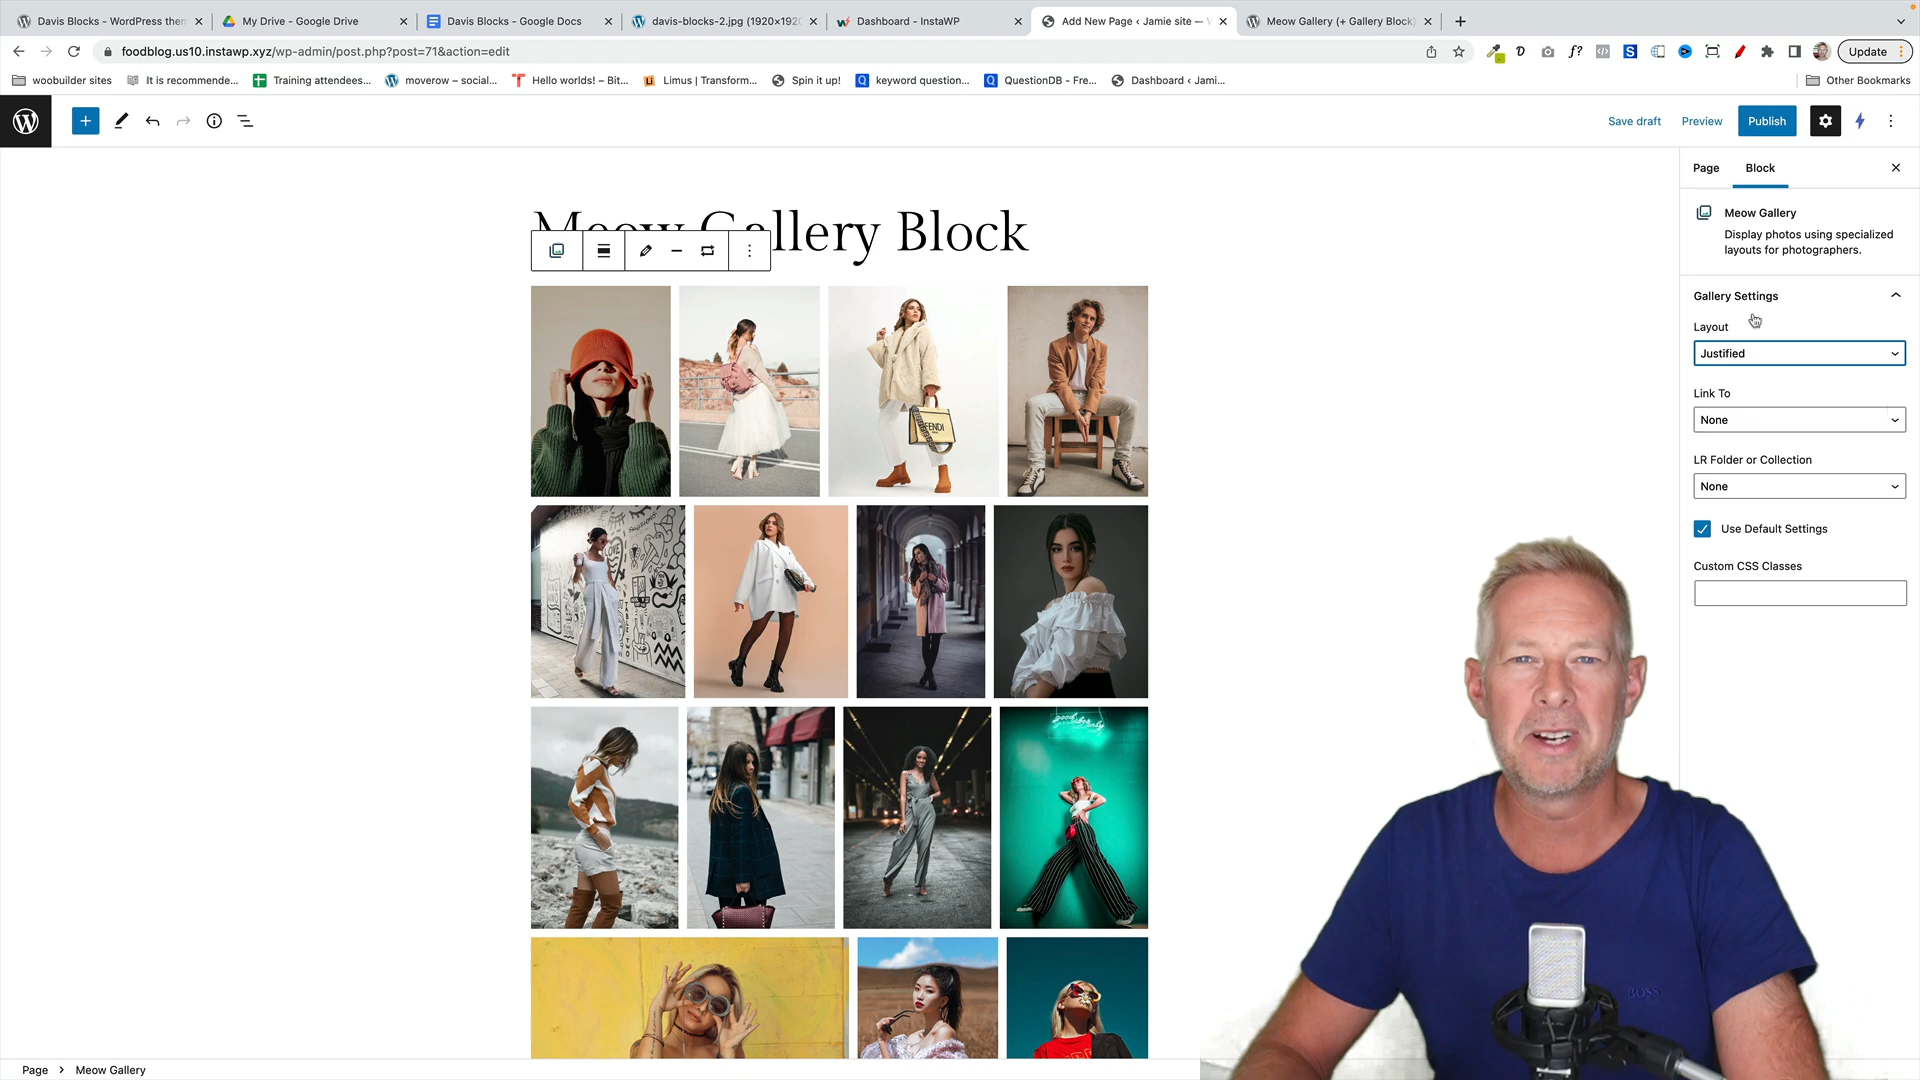 Davis Blocks - WordPress then
My Drive - Google Drive
Davis Blocks - Google Docs
davis-blocks-2.jpg (1920×1920
Dashboard - InstaWP
Add New Page ‹ Jamie site — W
Meow Gallery (+ Gallery Block)
foodblog.us10.instawp.xyz/wp-admin/post.php?post=71&action=edit
Update
woobuilder sites
It is recommende...
Training attendees...
moverow – social...
Hello worlds! – Bit...
Limus | Transform...
Spin it up!
keyword question...
QuestionDB - Fre...
Dashboard ‹ Jami...
Other Bookmarks
Save draft
Preview
Publish
Page
Block
Meow Gallery Block
Meow Gallery
Display photos using specialized
layouts for photographers.
Gallery Settings
Layout
Justified
Link To
None
LR Folder or Collection
None
Use Default Settings
Custom CSS Classes
FENDI
LOVE
BOSS
Page
Meow Gallery